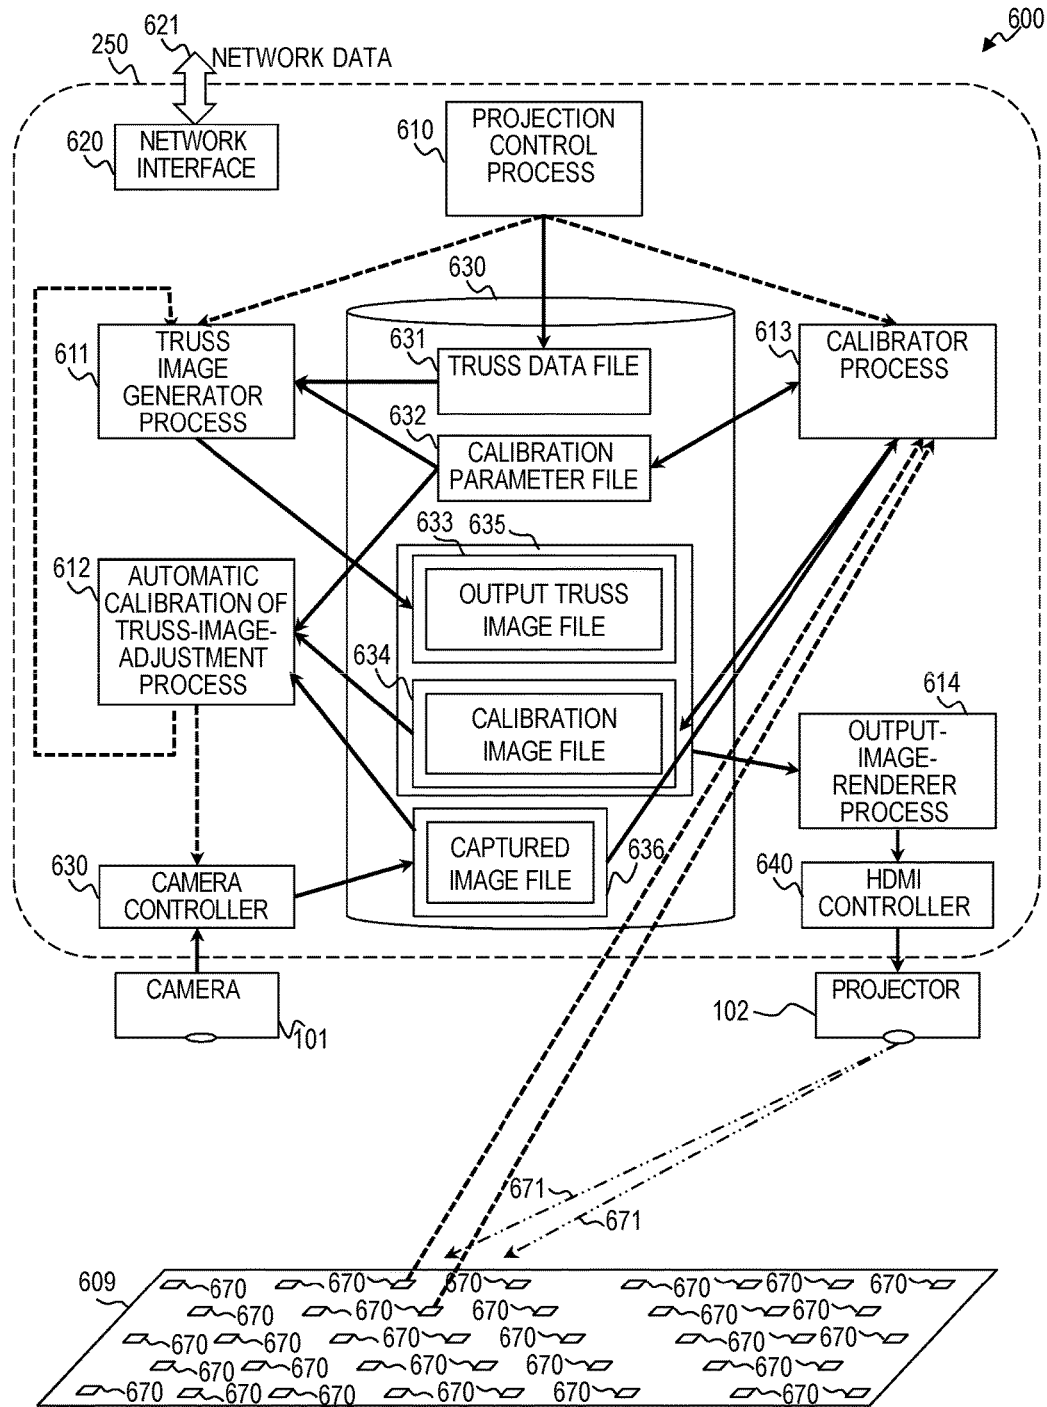 600
621
NETWORK DATA
250
620
NETWORK
INTERFACE
610
PROJECTION
CONTROL
PROCESS
630
611
TRUSS
IMAGE
GENERATOR
PROCESS
631
TRUSS DATA FILE
613
CALIBRATOR
PROCESS
632
CALIBRATION
PARAMETER FILE
633
635
612
AUTOMATIC
CALIBRATION OF
TRUSS-IMAGE-
ADJUSTMENT
PROCESS
OUTPUT TRUSS
IMAGE FILE
634
CALIBRATION
IMAGE FILE
614
OUTPUT-
IMAGE-
RENDERER
PROCESS
630
CAMERA
CONTROLLER
CAPTURED
IMAGE FILE
636
640
HDMI
CONTROLLER
CAMERA
101
PROJECTOR
102
671
671
609
670 670 670 670 670 670
670 670 670 670 670
670 670 670 670 670 670
670 670 670 670 670
670 670 670 670 670 670